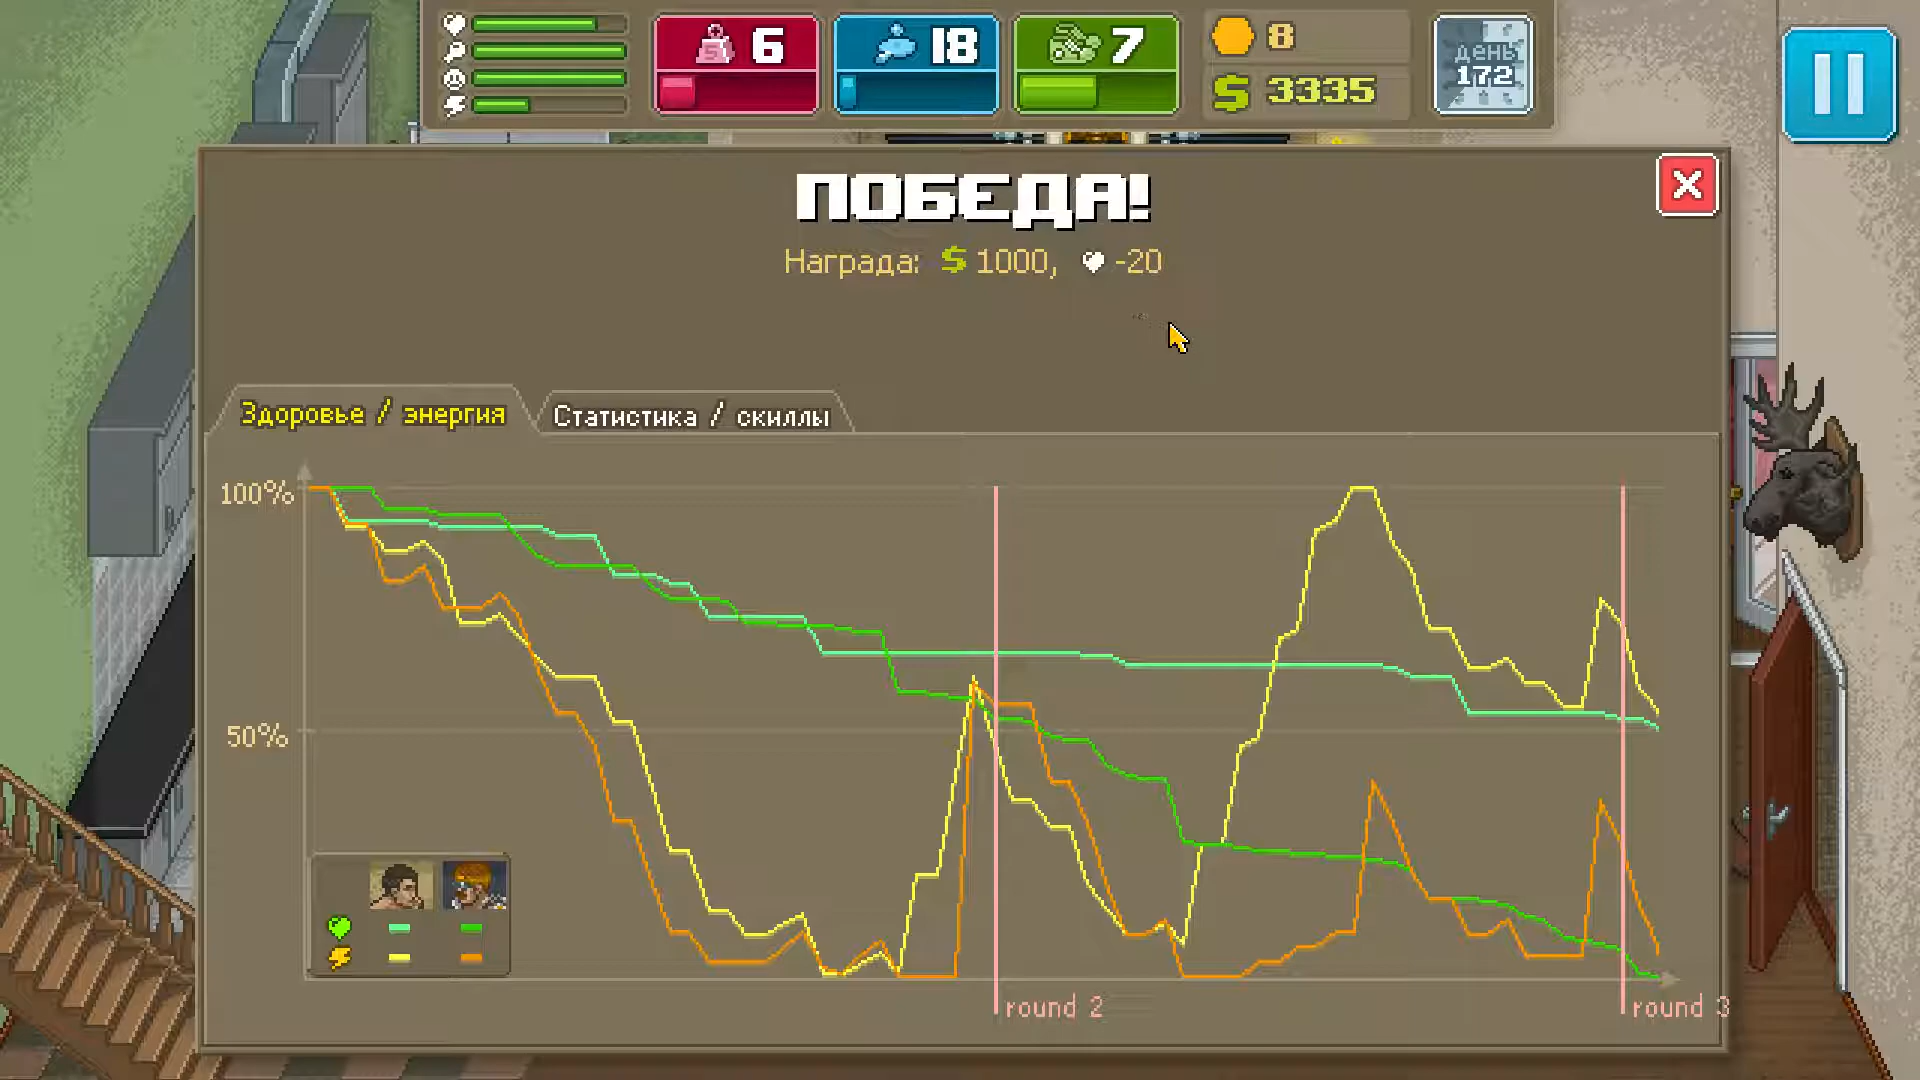 6
18
7
8
3335
день
172
ПОБЕДА!
Награда: $ 1000, -20
Здоровье / энергия
Статистика / скиллы
100%
50%
round 2
round 3